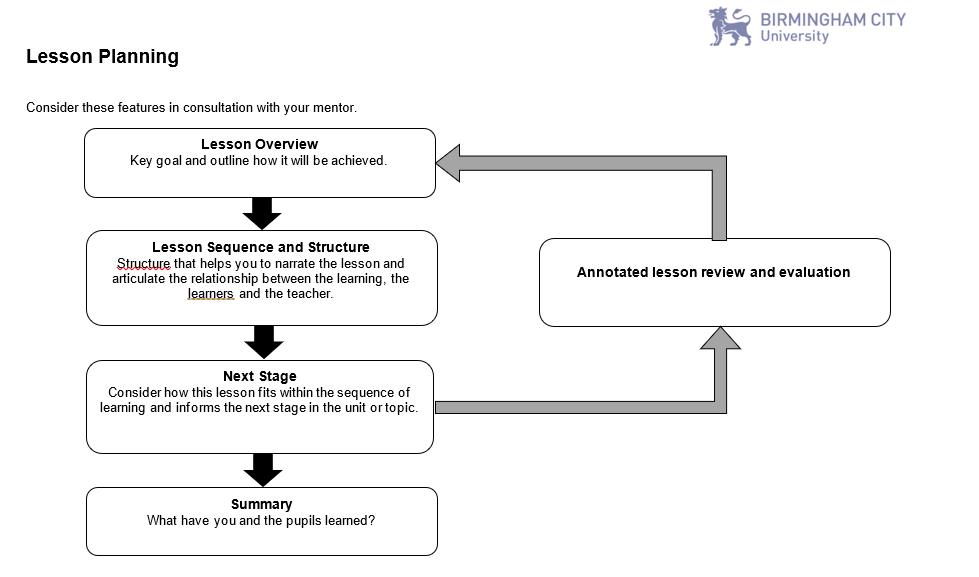 BIRMINGHAM CITY
University
Lesson Planning
Consider these features in consultation with your mentor.
Lesson Overview
Key goal and outline how it will be achieved.
Lesson Sequence and Structure
Structure that helps you to narrate the lesson and
articulate the relationship between the learning, the
learners and the teacher.
Annotated lesson review and evaluation
Next Stage
Consider how this lesson fits within the sequence of
learning and informs the next stage in the unit or topic.
Summary
What have you and the pupils learned?